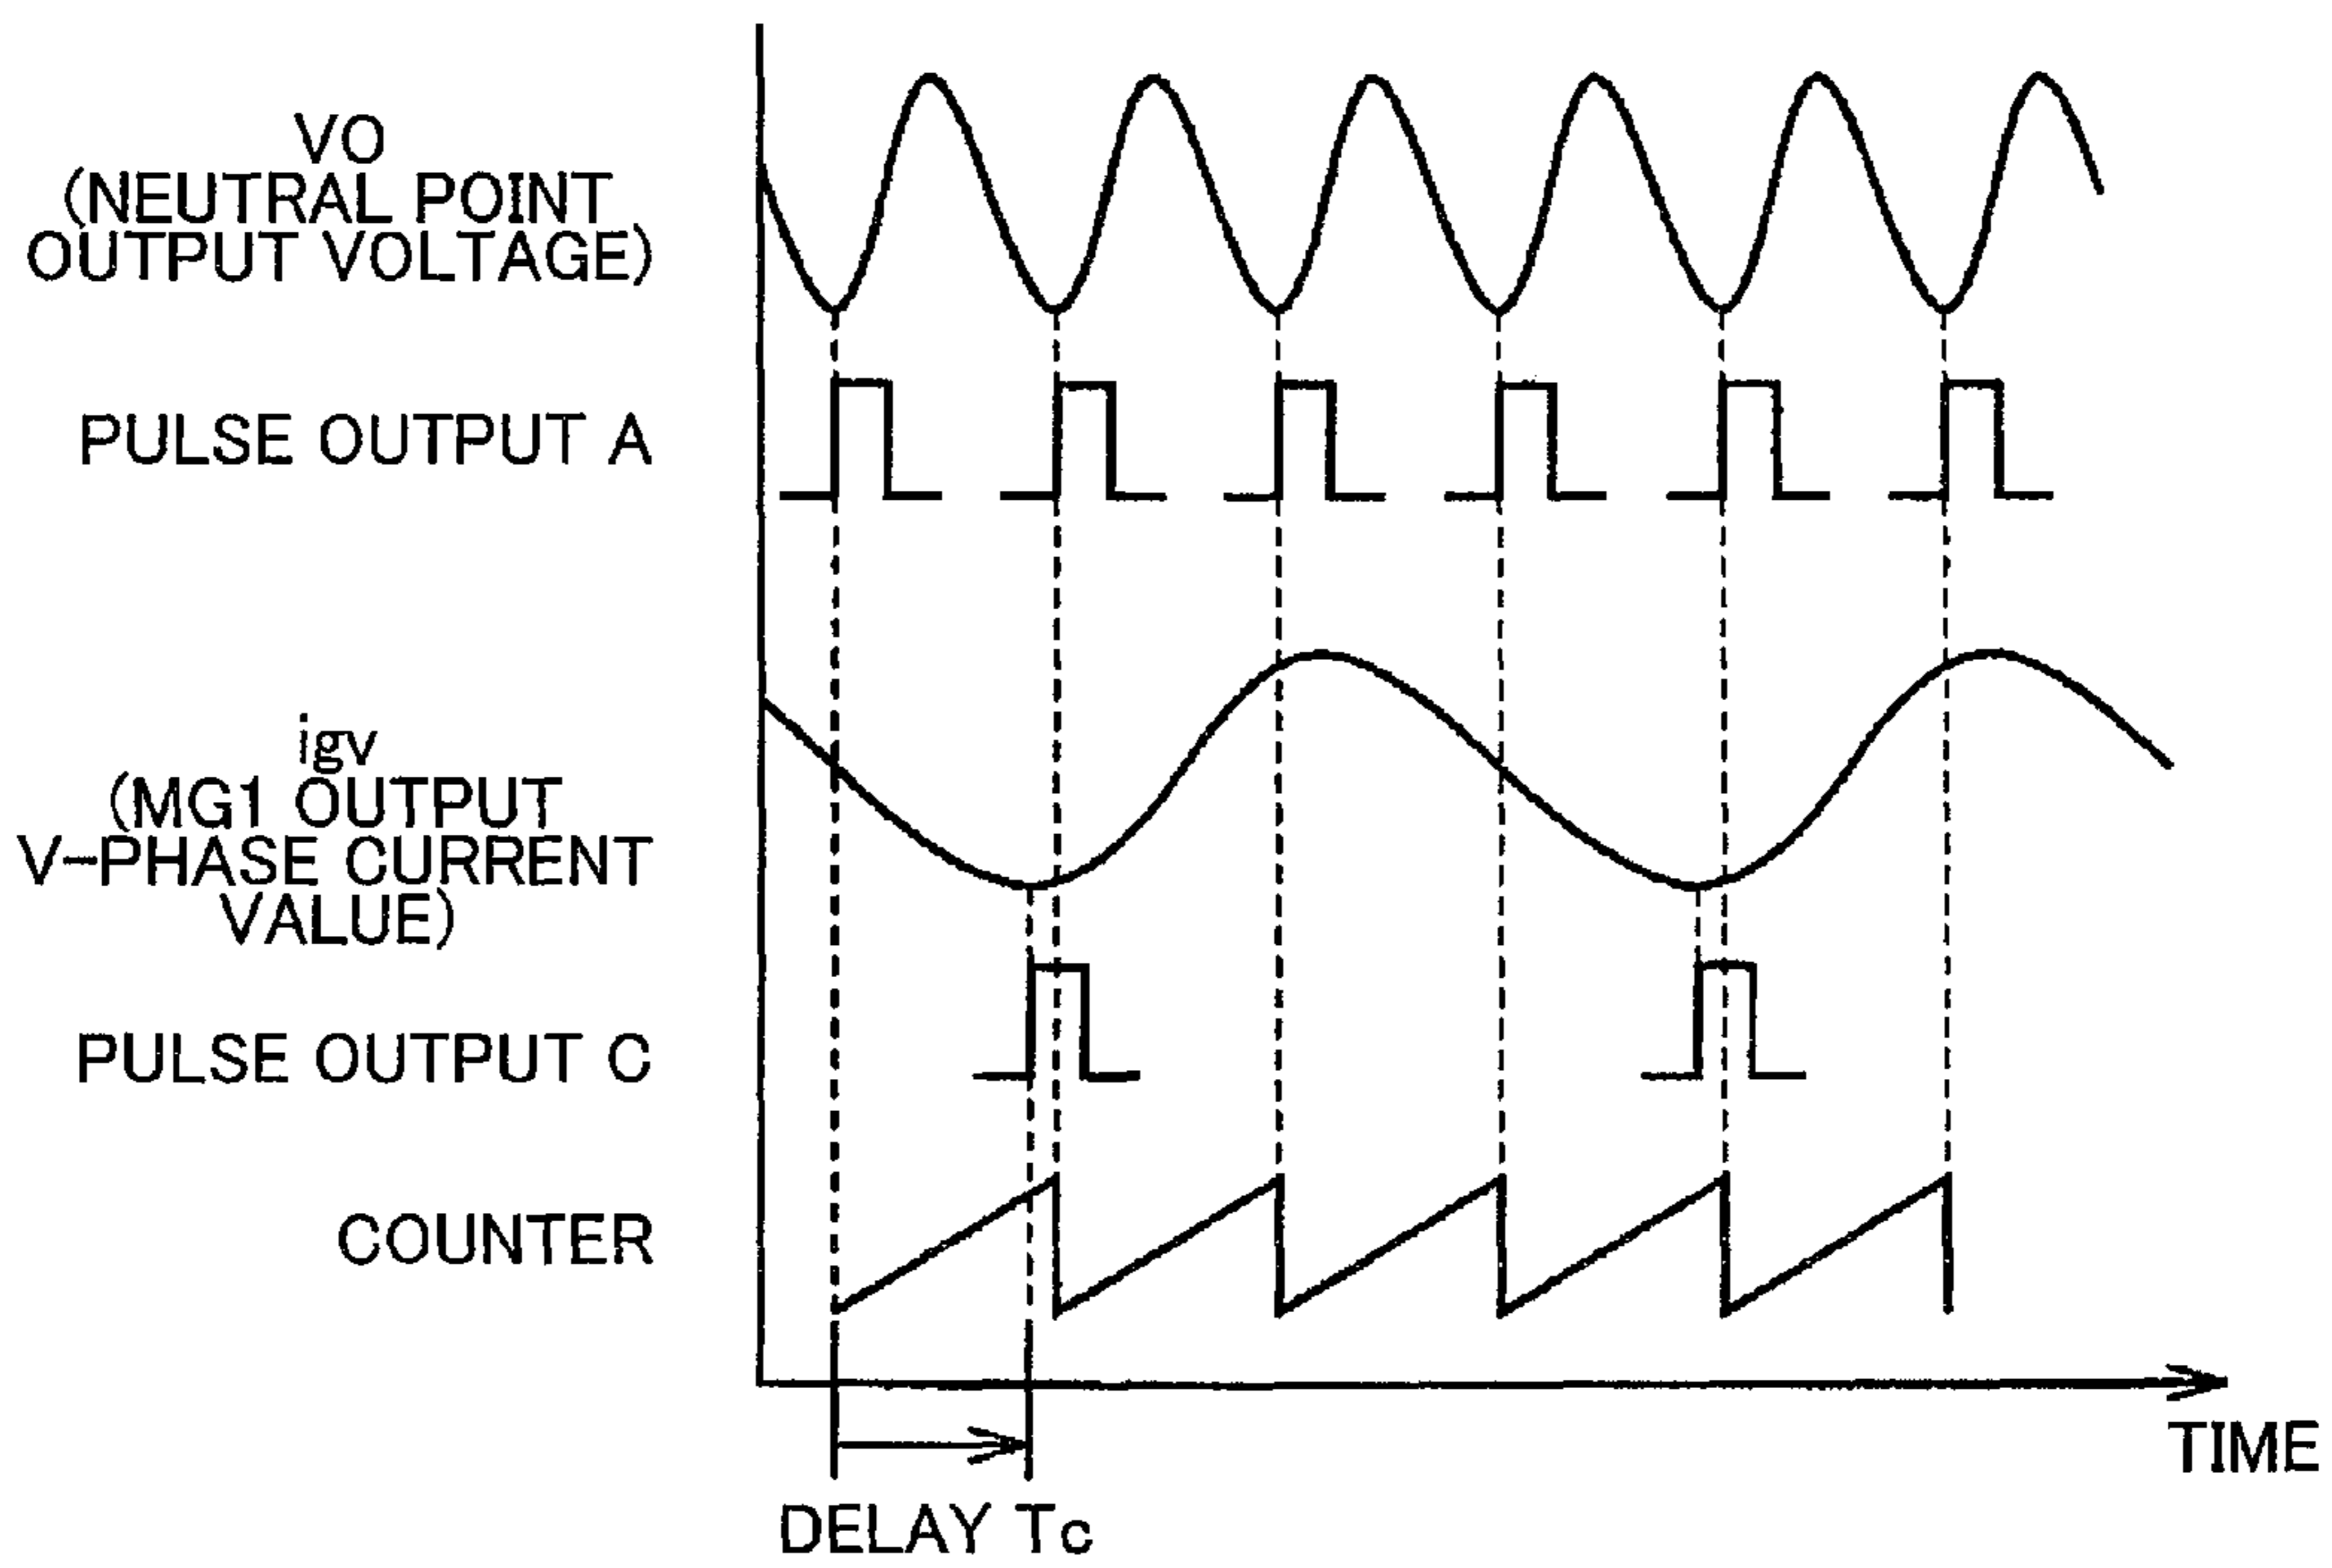 VO
(NEUTRAL POINT
OUTPUT VOLTAGE)
PULSE OUTPUT A
igv
(MG1 OUTPUT
V-PHASE CURRENT
VALUE)
PULSE OUTPUT C
COUNTER
TIME
DELAY Tc